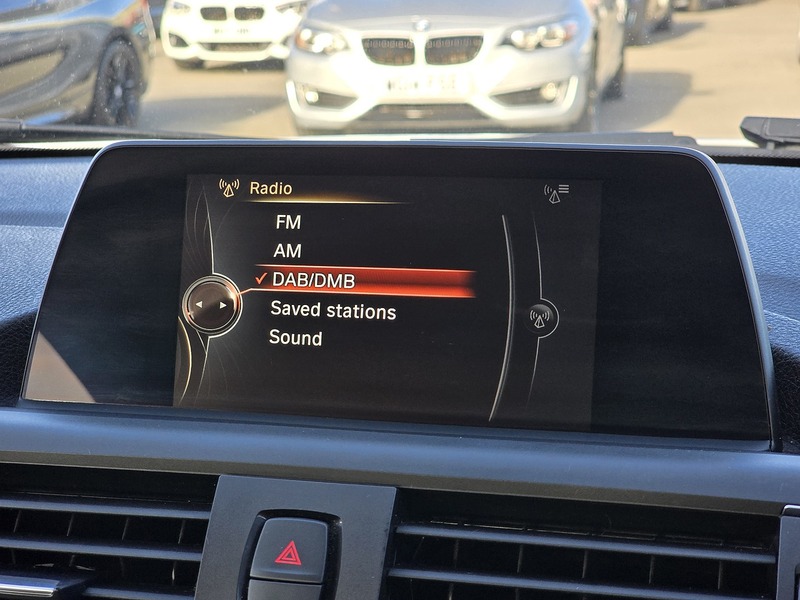 Radio
FM
AM
DAB/DMB
Saved stations
Sound